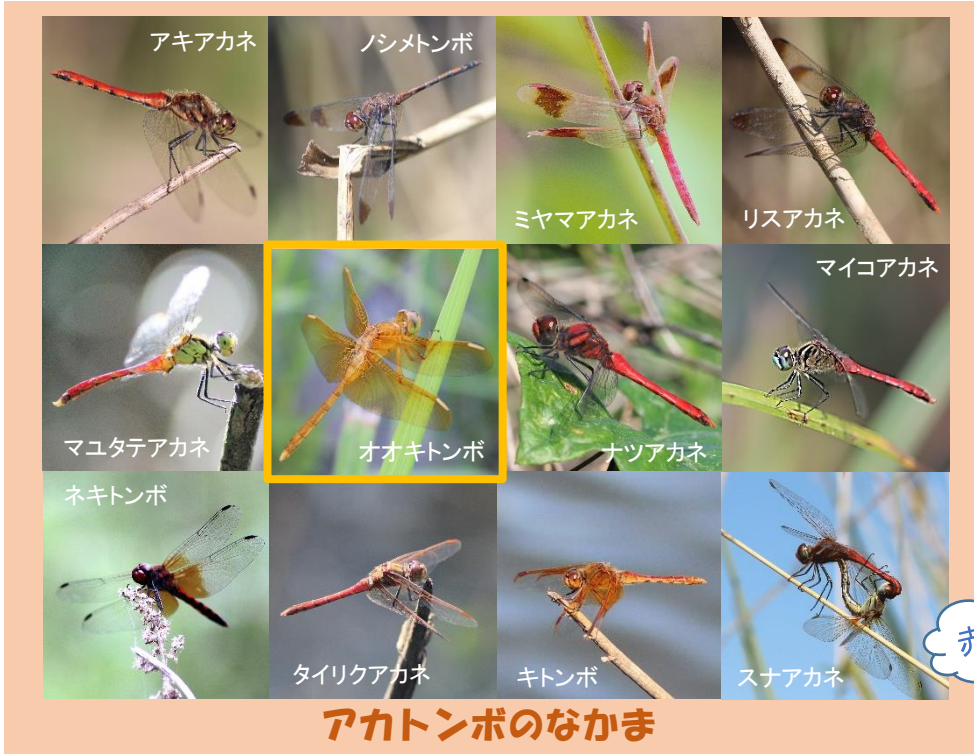 アキアカネ
ノシメトンボ
ミヤマアカネ
リスアカネ
マユタテアカネ
オオキトンボ
ナツアカネ
マイコアカネ
ネキトンボ
タイリクアカネ
キトンボ
スナアカネ
赤
アカトンボのなかま